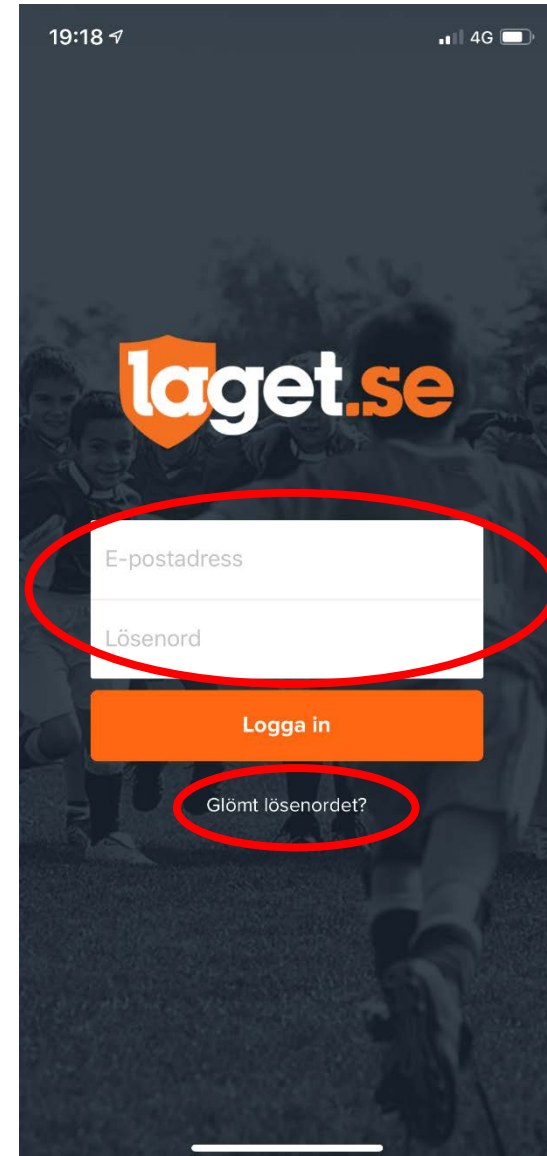 19:18
4G
laget.se
E-postadress
Lösenord
Logga in
Glömt lösenordet?